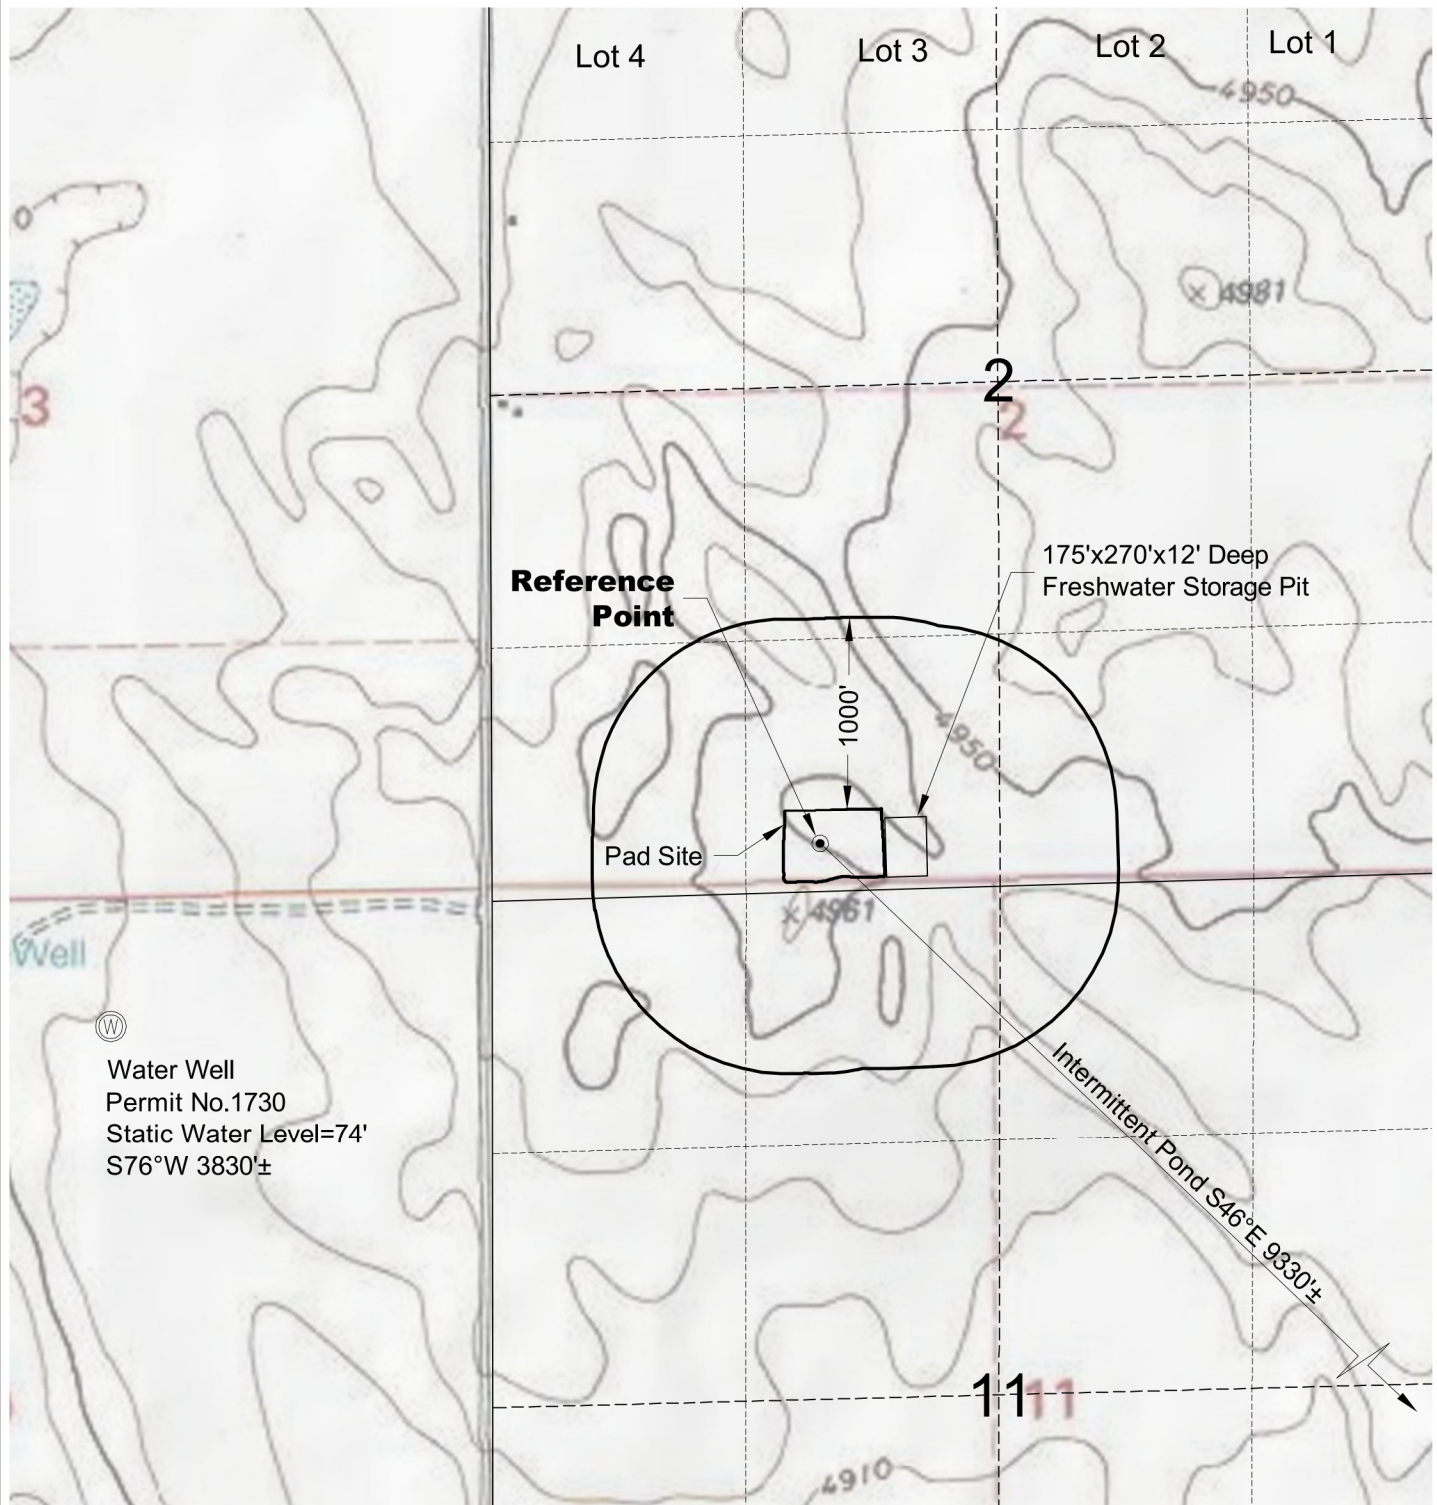 Lot 4
Lot 3
Lot 2
Lot 1
4950
0
4981
3
2
2
175'x270'x12' Deep
Freshwater Storage Pit
Reference
Point
1000'
4950
Pad Site
4961
Well
W
Water Well
Permit No.1730
Static Water Level=74'
S76°W 3830'±
Intermittent Pond S46°E 9330'±
11
11
4910